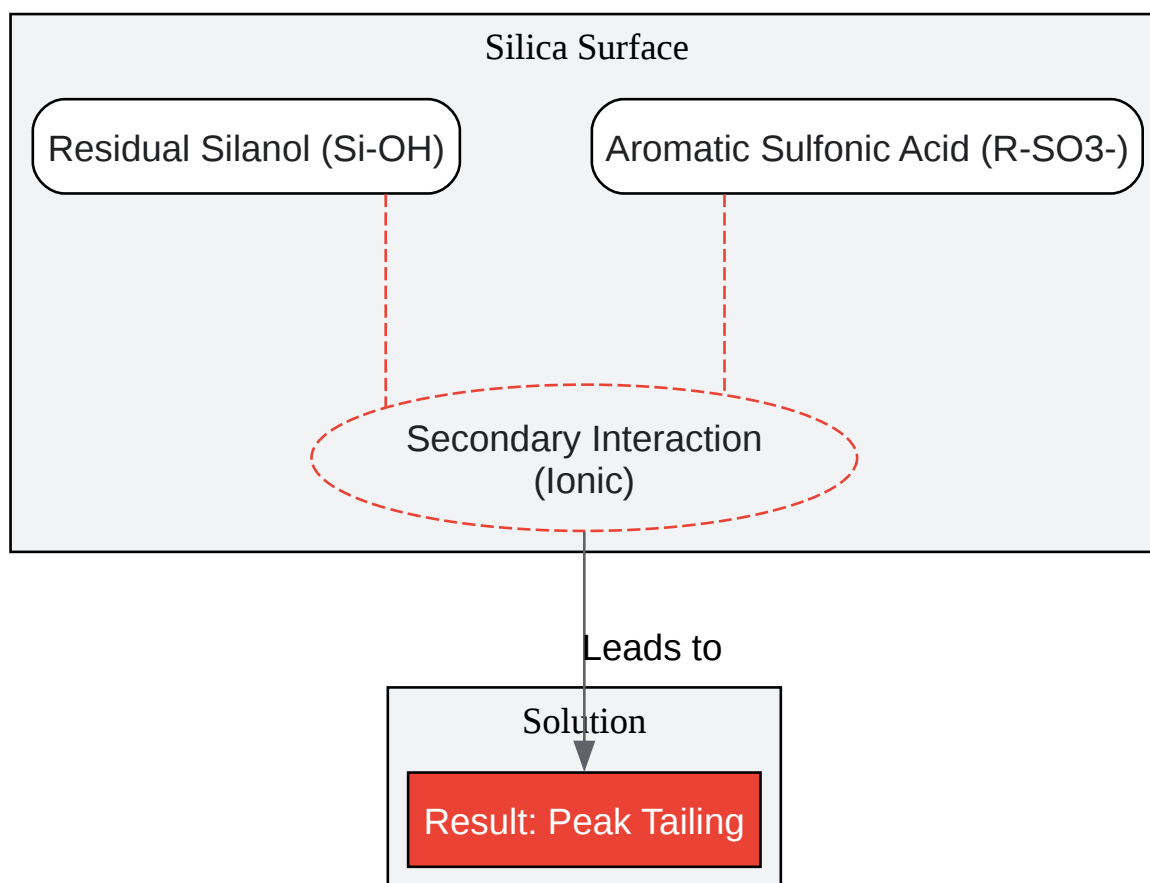 Silica Surface
Residual Silanol (Si-OH)
Aromatic Sulfonic Acid (R-SO3-)
Secondary Interaction
(Ionic)
Leads to
Solution
Result: Peak Tailing